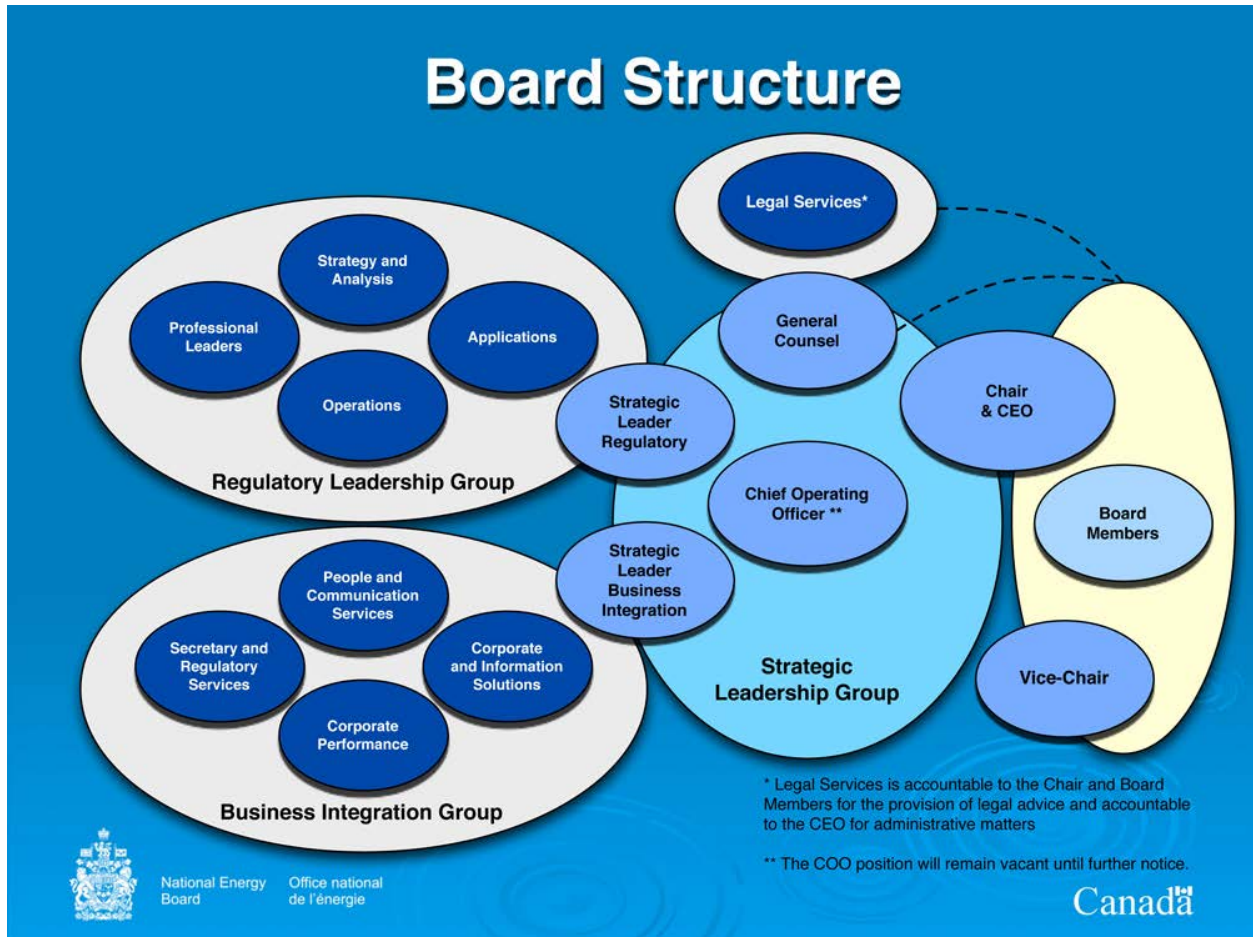 Board Structure
Legal Services*
Strategy and
Analysis
Professional
Leaders
Applications
Operations
Regulatory Leadership Group
General
Counsel
Strategic
Leader
Regulatory
Chair
& CEO
Chief Operating
Officer **
Board
Members
Strategic
Leader
Business
Integration
People and
Communication
Services
Secretary and
Regulatory
Services
Corporate
and Information
Solutions
Corporate
Performance
Business Integration Group
Strategic
Leadership Group
Vice-Chair
* Legal Services is accountable to the Chair and Board
Members for the provision of legal advice and accountable
to the CEO for administrative matters
** The COO position will remain vacant until further notice.
National Energy
Board
Office national
de l'énergie
Canada